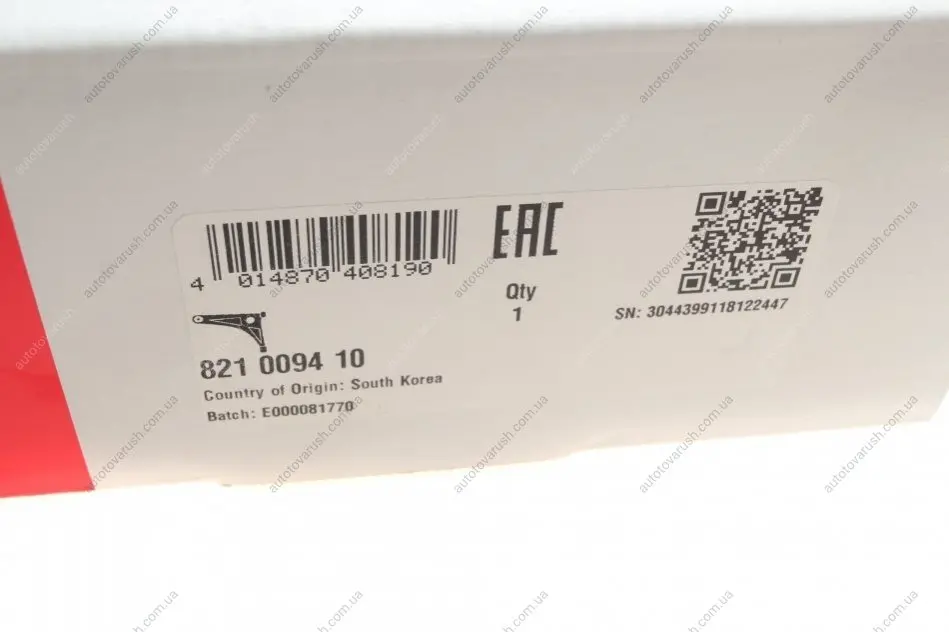 4 014870 408190
EAC
Qty
1
SN: 3044399118122447
821 0094 10
Country of Origin: South Korea
Batch: E000081770
autotovarush.com.ua